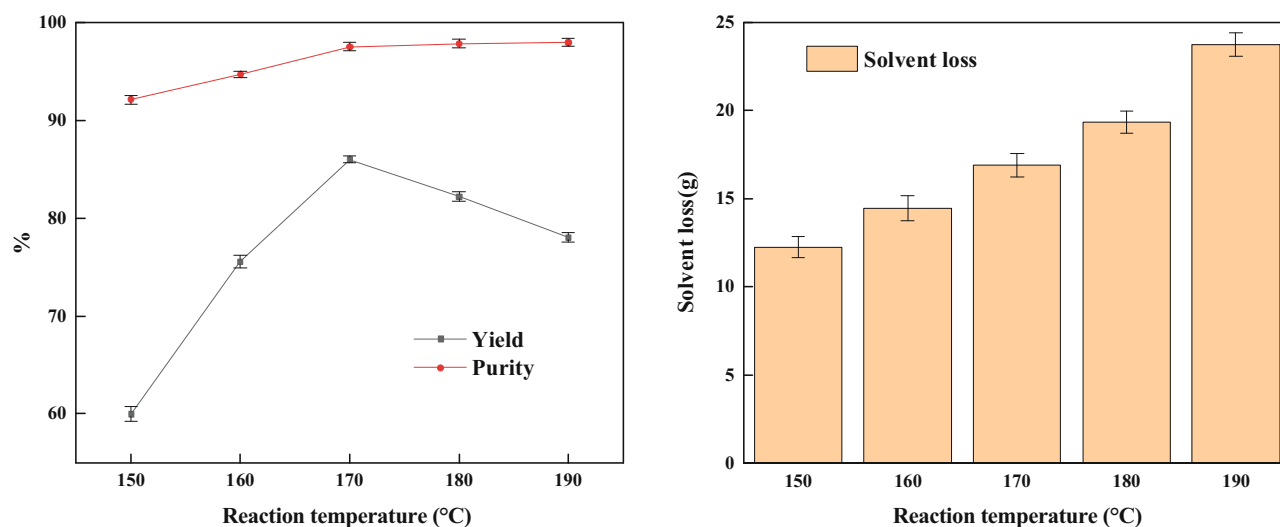 100
90
80
70
60
%
Yield
Purity
150 160 170 180 190
Reaction temperature (°C)
25
20
15
10
5
0
Solvent loss(g)
Solvent loss
150 160 170 180 190
Reaction temperature (°C)